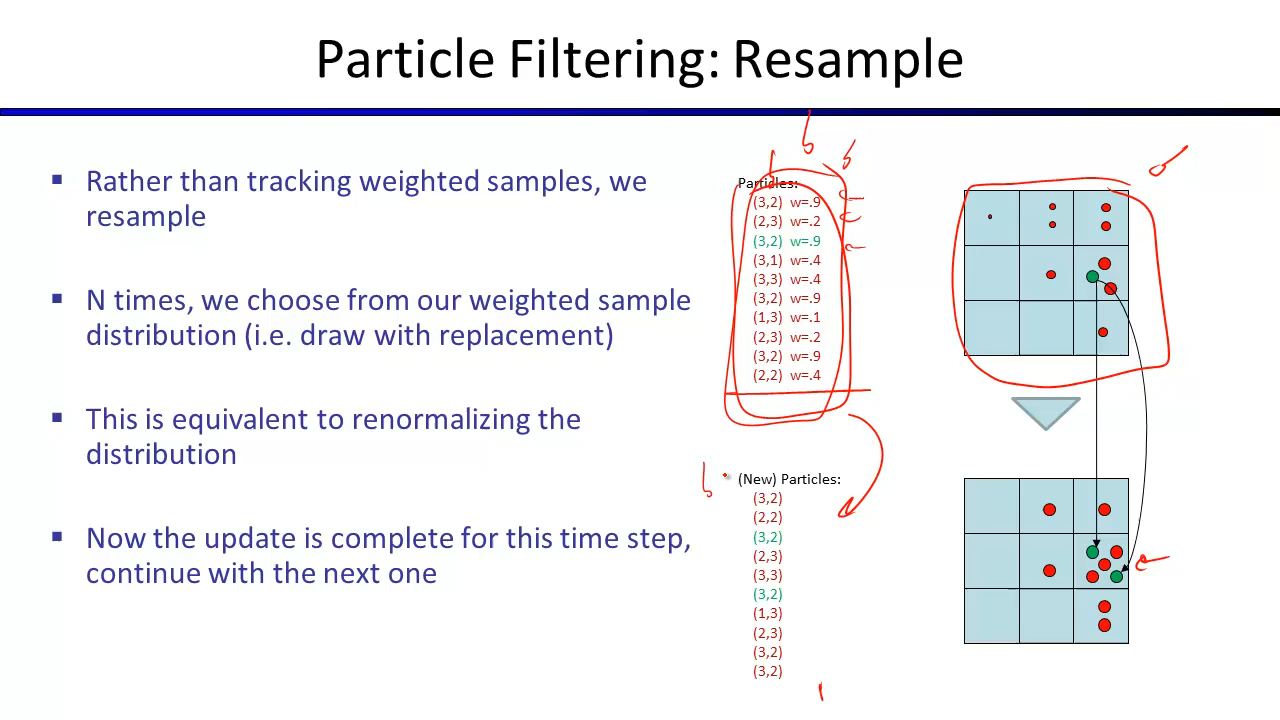 Particle Filtering: Resample
▪ Rather than tracking weighted samples, we
resample
▪ N times, we choose from our weighted sample
distribution (i.e. draw with replacement)
▪ This is equivalent to renormalizing the
distribution
▪ Now the update is complete for this time step,
continue with the next one
Particles:
(3,2) w=.9
(2,3) w=.2
(3,2) w=.9
(3,1) w=.4
(3,3) w=.4
(3,2) w=.9
(1,3) w=.1
(2,3) w=.2
(3,2) w=.9
(2,2) w=.4
(New) Particles:
(3,2)
(2,2)
(3,2)
(2,3)
(3,3)
(3,2)
(1,3)
(2,3)
(3,2)
(3,2)